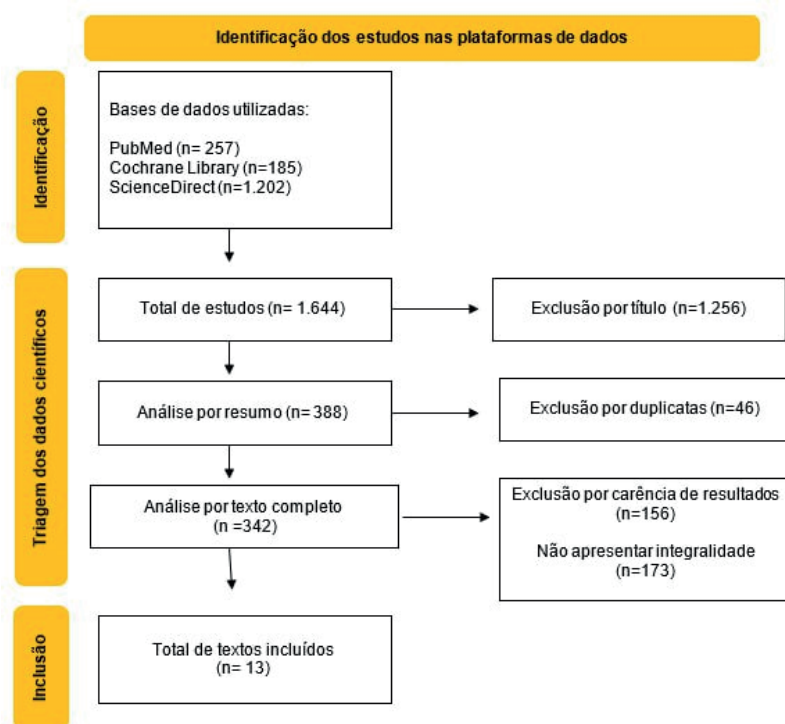 Identificação dos estudos nas plataformas de dados
Identificação
Bases de dados utilizadas:
PubMed (n= 257)
Cochrane Library (n=185)
ScienceDirect (n=1.202)
Triagem dos dados científicos
Total de estudos (n= 1.644)
Exclusão por título (n=1.256)
Análise por resumo (n= 388)
Exclusão por duplicatas (n=46)
Análise por texto completo
(n =342)
Exclusão por carência de resultados
(n=156)
Não apresentar integralidade
(n=173)
Inclusão
Total de textos incluídos
(n= 13)